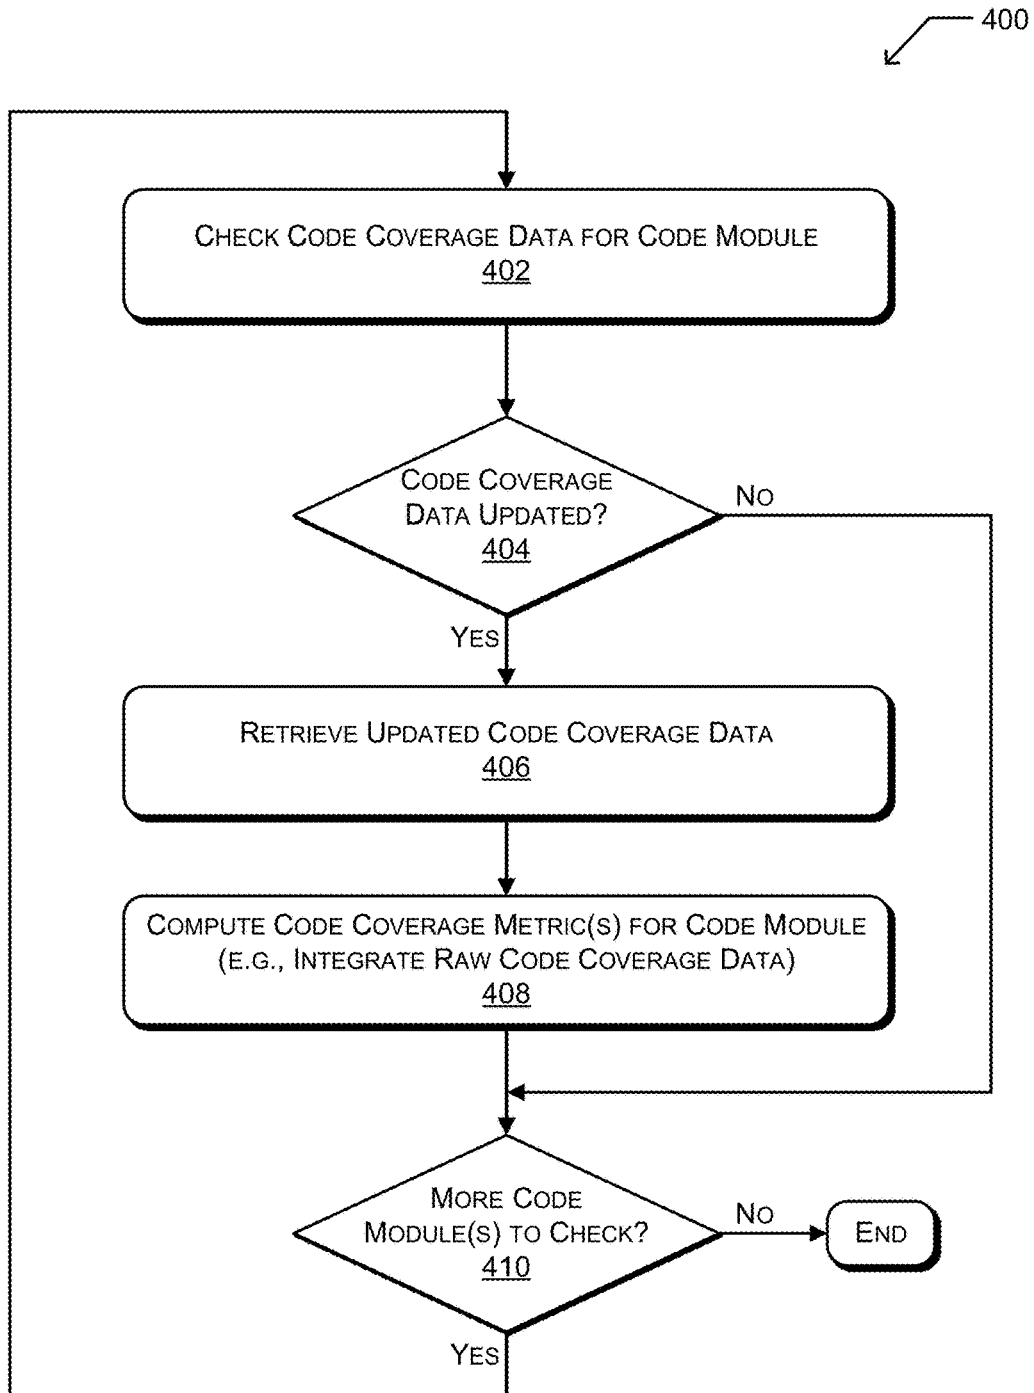 400
CHECK CODE COVERAGE DATA FOR CODE MODULE
402
CODE COVERAGE
DATA UPDATED?
404
NO
YES
RETRIEVE UPDATED CODE COVERAGE DATA
406
COMPUTE CODE COVERAGE METRIC(S) FOR CODE MODULE
(E.G., INTEGRATE RAW CODE COVERAGE DATA)
408
MORE CODE
MODULE(S) TO CHECK?
410
NO
END
YES